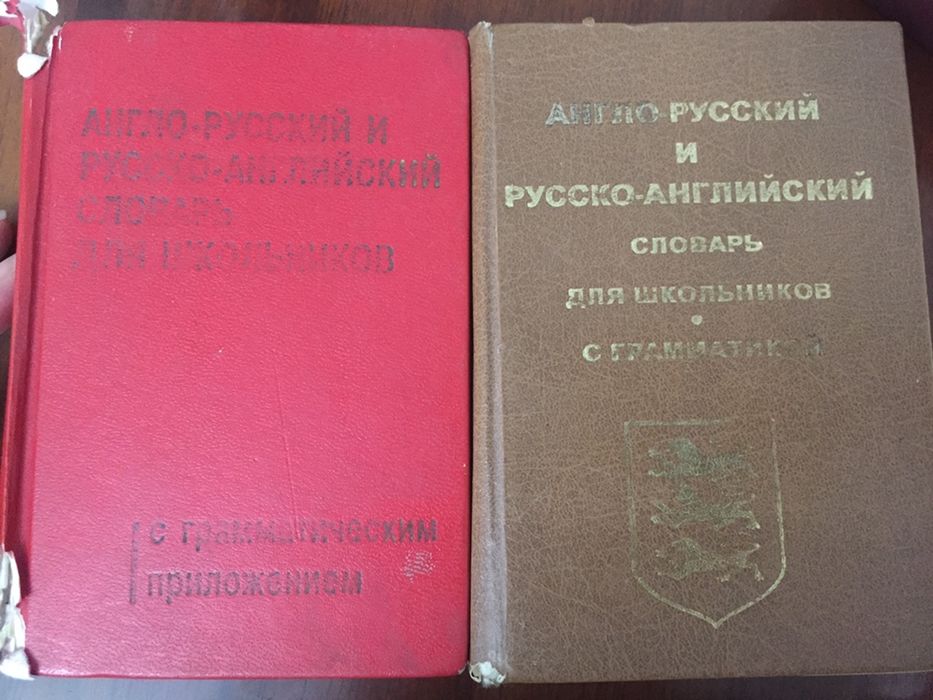 АНГЛО-РУССКИЙ И
РУССКО-АНГЛИЙСКИЙ
СЛОВАРЬ
ДЛЯ ШКОЛЬНИКОВ
с грамматическим
приложением
АНГЛО-РУССКИЙ
И
РУССКО-АНГЛИЙСКИЙ
СЛОВАРЬ
ДЛЯ ШКОЛЬНИКОВ
•
С ГРАММАТИКОЙ